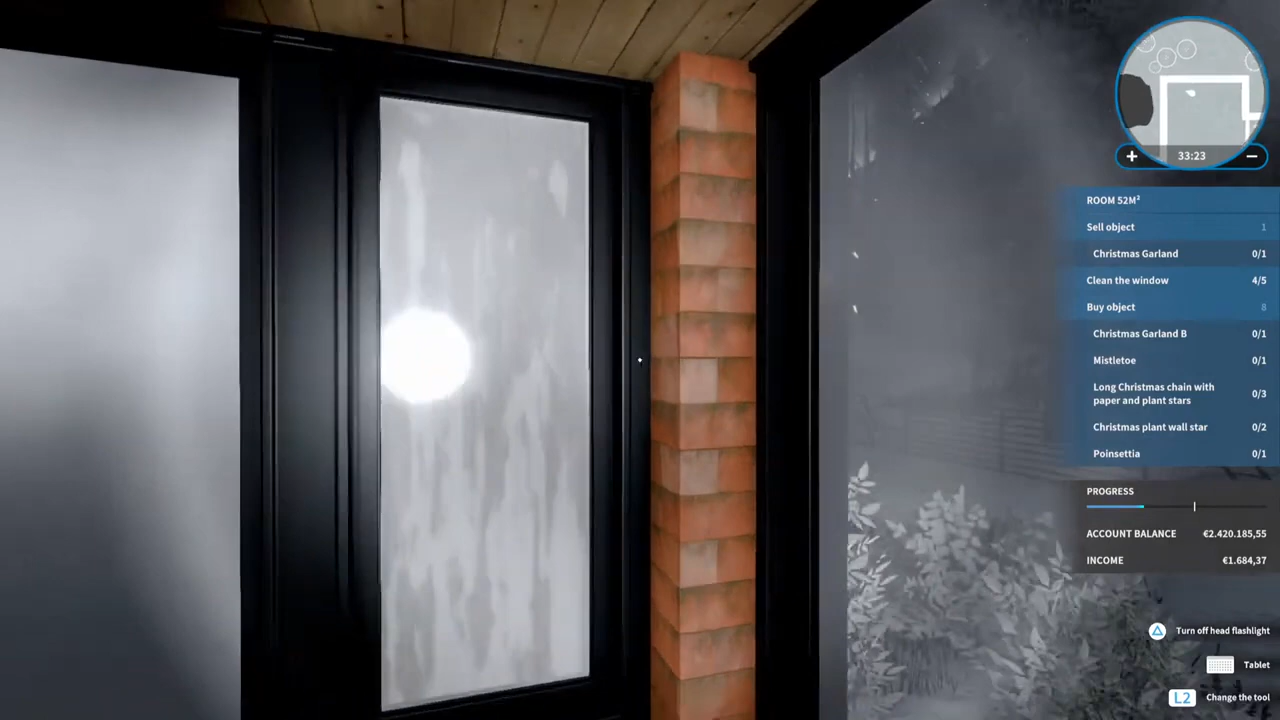 + 33:23 −
ROOM 52M²
Sell object 1
Christmas Garland 0/1
Clean the window 4/5
Buy object 8
Christmas Garland B 0/1
Mistletoe 0/1
Long Christmas chain with
paper and plant stars 0/3
Christmas plant wall star 0/2
Poinsettia 0/1
PROGRESS
ACCOUNT BALANCE €2.420.185,55
INCOME €1.684,37
Turn off head flashlight
Tablet
L2 Change the tool